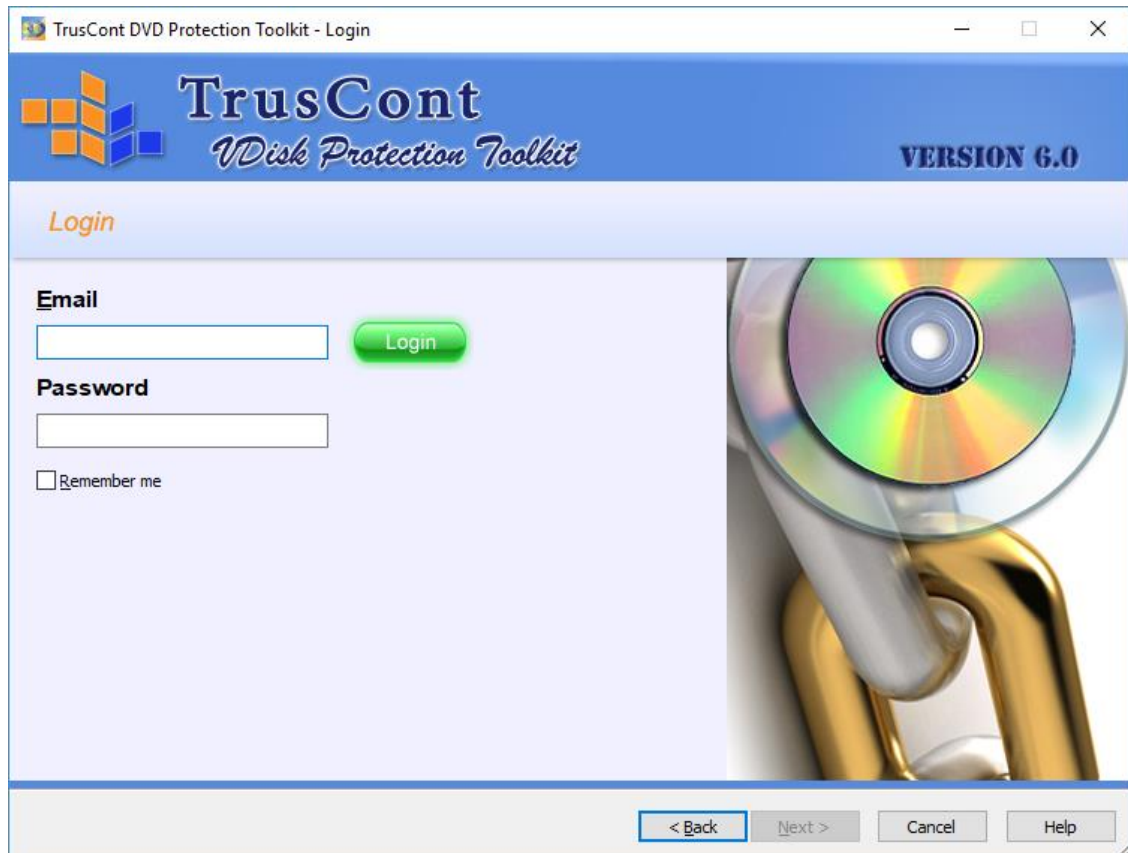 TrusCont DVD Protection Toolkit - Login
TrusCont
VDisk Protection Toolkit
VERSION 6.0
Login
Email
Login
Password
Remember me
< Back
Next >
Cancel
Help